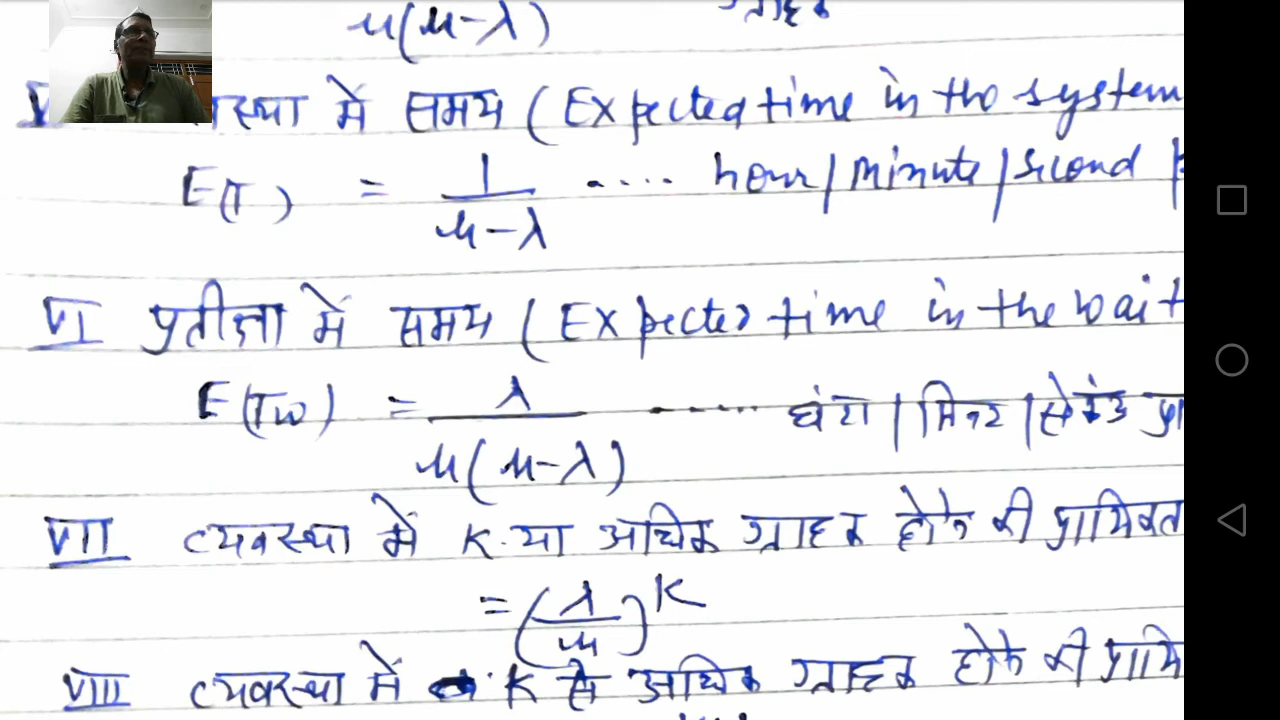 μ(μ-λ) ग्राहक
V स्था में समय (Expected time in the system
E(T) = 1/(μ-λ) .... hour/minute/second
VI प्रतीक्षा में समय (Expected time in the wait
E(Tw) = λ/(μ(μ-λ)) ...... घंटा/मिनट/सेकेंड प्र
VII व्यवस्था में K या अधिक ग्राहक होने की प्रायिकत
= (λ/μ)^K
VIII व्यवस्था में K से अधिक ग्राहक होने की प्रायि